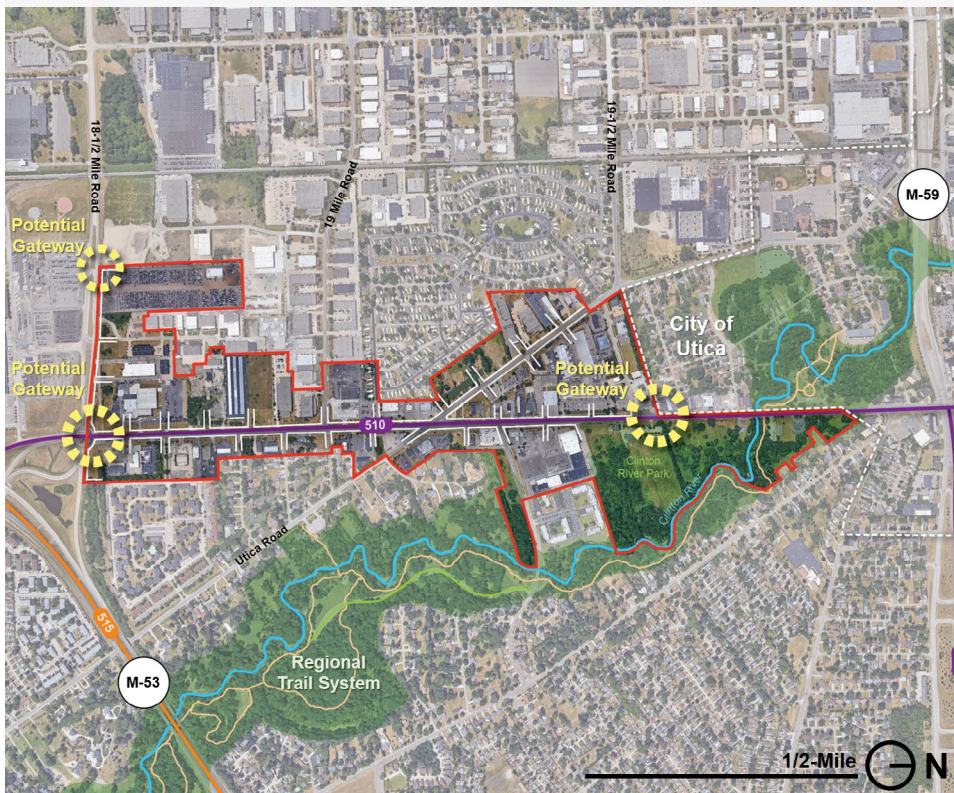 18-1/2 Mile Road
19 Mile Road
19-1/2 Mile Road
M-59
Potential
Gateway
City of
Utica
Potential
Gateway
Potential
Gateway
510
510
Clinton
River Park
Clinton River
Utica Road
515
Regional
Trail System
M-53
1/2-Mile
N